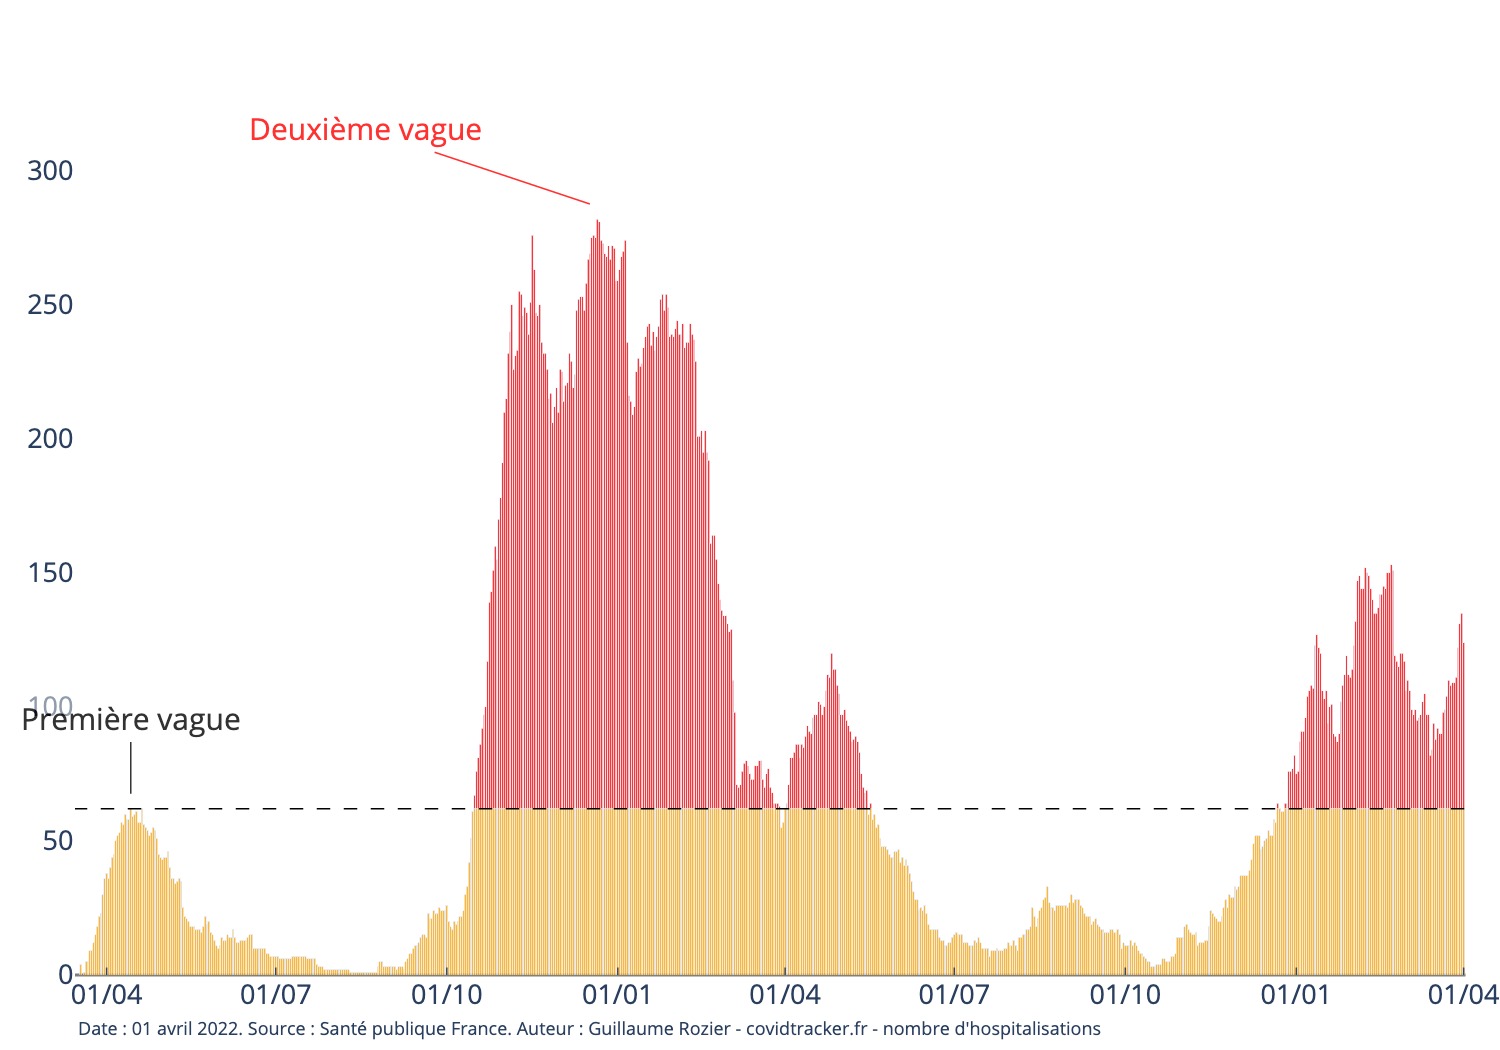 Deuxième vague
300
250
200
150
100
Première vague
50
0
01/04 01/07 01/10 01/01 01/04 01/07 01/10 01/01 01/04
Date : 01 avril 2022. Source : Santé publique France. Auteur : Guillaume Rozier - covidtracker.fr - nombre d'hospitalisations